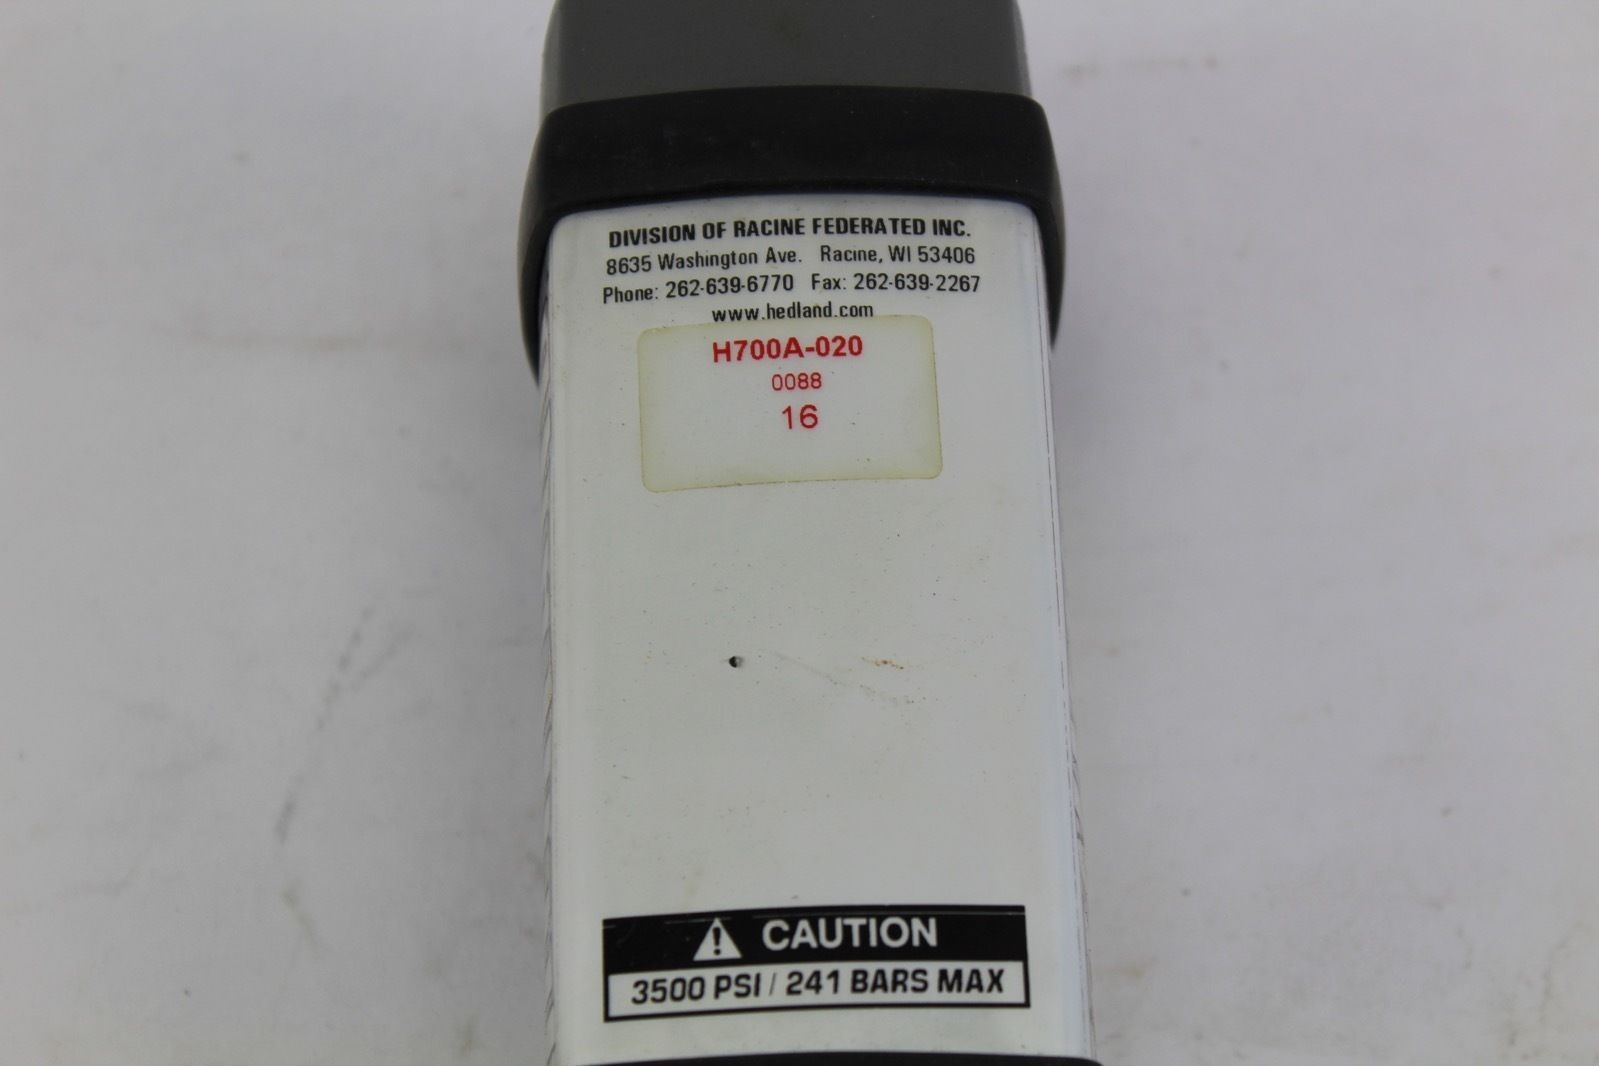 DIVISION OF RACINE FEDERATED INC.
8635 Washington Ave. Racine, WI 53406
Phone: 262-639-6770 Fax: 262-639-2267
www.hedland.com
H700A-020
0088
16
CAUTION
3500 PSI / 241 BARS MAX